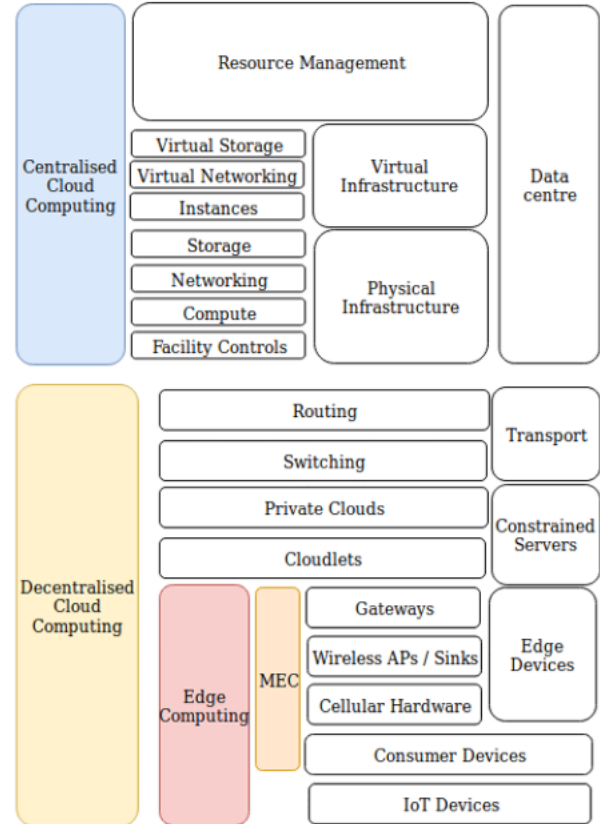 Resource Management
Centralised
Cloud
Computing
Virtual Storage
Virtual Networking
Instances
Virtual
Infrastructure
Data
centre
Storage
Networking
Compute
Facility Controls
Physical
Infrastructure
Decentralised
Cloud
Computing
Routing
Switching
Transport
Private Clouds
Cloudlets
Constrained
Servers
Edge
Computing
MEC
Gateways
Wireless APs / Sinks
Cellular Hardware
Edge
Devices
Consumer Devices
IoT Devices